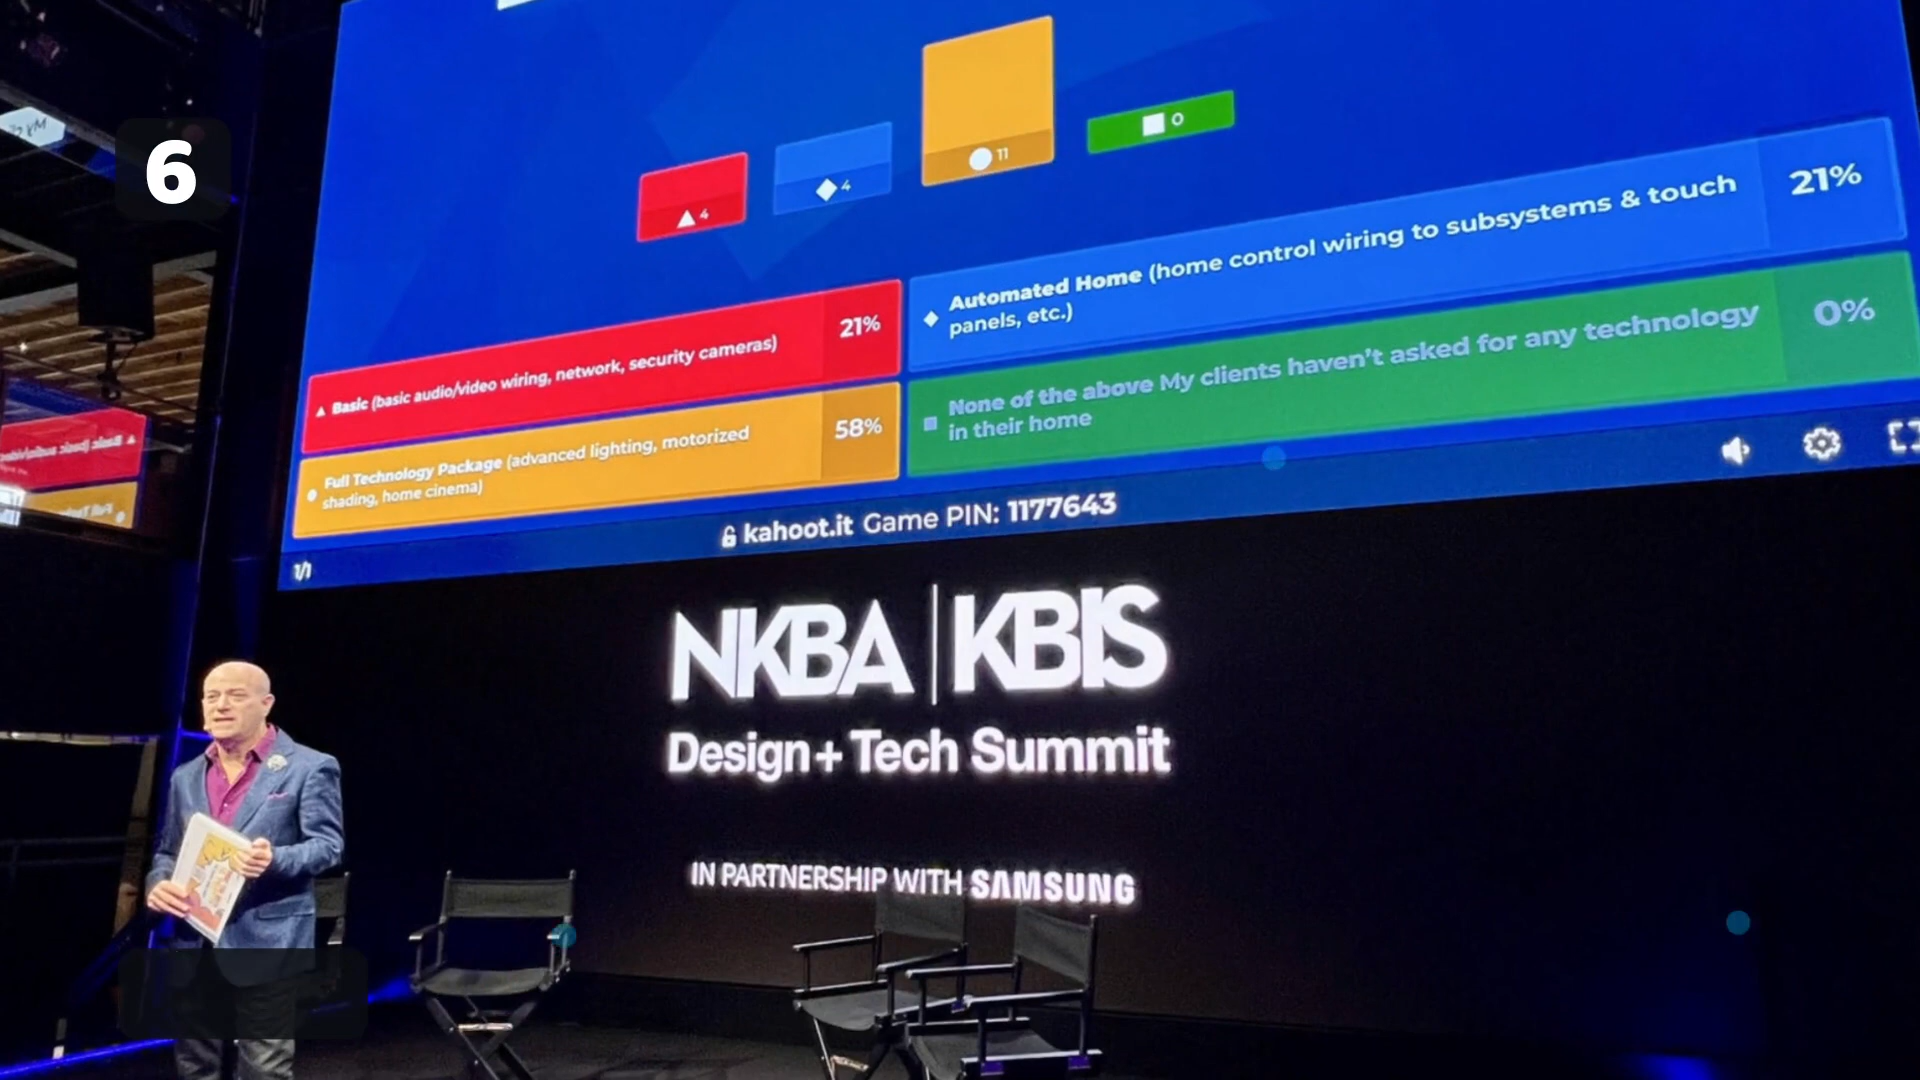 6
▲ 4
◆ 4
● 11
■ 0
▲ Basic (basic audio/video wiring, network, security cameras) 21%
◆ Automated Home (home control wiring to subsystems & touch
panels, etc.) 21%
● Full Technology Package (advanced lighting, motorized
shading, home cinema) 58%
■ None of the above My clients haven't asked for any technology
in their home 0%
kahoot.it Game PIN: 1177643
1/1
NKBA | KBIS
Design + Tech Summit
IN PARTNERSHIP WITH SAMSUNG